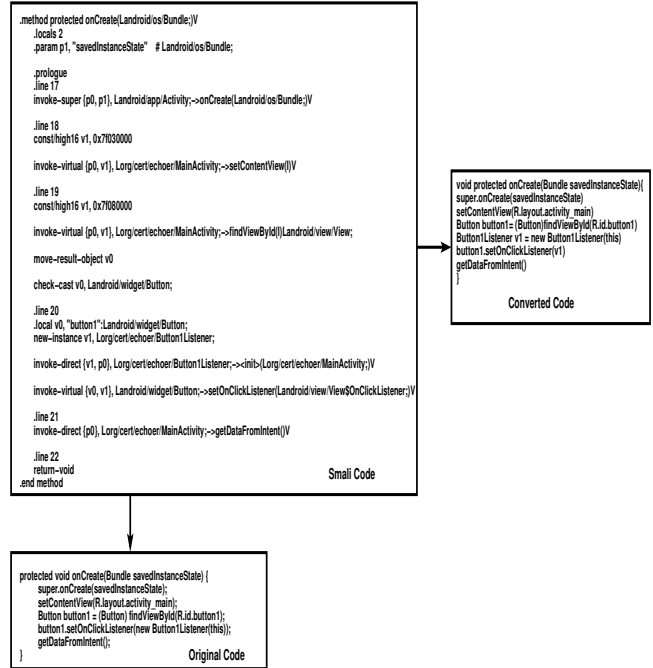 .method protected onCreate(Landroid/os/Bundle;)V
.locals 2
.param p1, "savedInstanceState" # Landroid/os/Bundle;
.prologue
.line 17
invoke-super {p0, p1}, Landroid/app/Activity;->onCreate(Landroid/os/Bundle;)V
.line 18
const/high16 v1, 0x7f030000
invoke-virtual {p0, v1}, Lorg/cert/echoer/MainActivity;->setContentView(I)V
.line 19
const/high16 v1, 0x7f080000
invoke-virtual {p0, v1}, Lorg/cert/echoer/MainActivity;->findViewById(I)Landroid/view/View;
move-result-object v0
check-cast v0, Landroid/widget/Button;
.line 20
.local v0, "button1":Landroid/widget/Button;
new-instance v1, Lorg/cert/echoer/Button1Listener;
invoke-direct {v1, p0}, Lorg/cert/echoer/Button1Listener;-><init>(Lorg/cert/echoer/MainActivity;)V
invoke-virtual {v0, v1}, Landroid/widget/Button;->setOnClickListener(Landroid/view/View$OnClickListener;)V
.line 21
invoke-direct {p0}, Lorg/cert/echoer/MainActivity;->getDataFromIntent()V
.line 22
return-void
.end method
Smali Code
void protected onCreate(Bundle savedInstanceState){
super.onCreate(savedInstanceState)
setContentView(R.layout.activity_main)
Button button1= (Button)findViewById(R.id.button1)
Button1Listener v1 = new Button1Listener(this)
button1.setOnClickListener(v1)
getDataFromIntent()
}
Converted Code
protected void onCreate(Bundle savedInstanceState) {
super.onCreate(savedInstanceState);
setContentView(R.layout.activity_main);
Button button1 = (Button) findViewById(R.id.button1);
button1.setOnClickListener(new Button1Listener(this));
getDataFromIntent();
}
Original Code